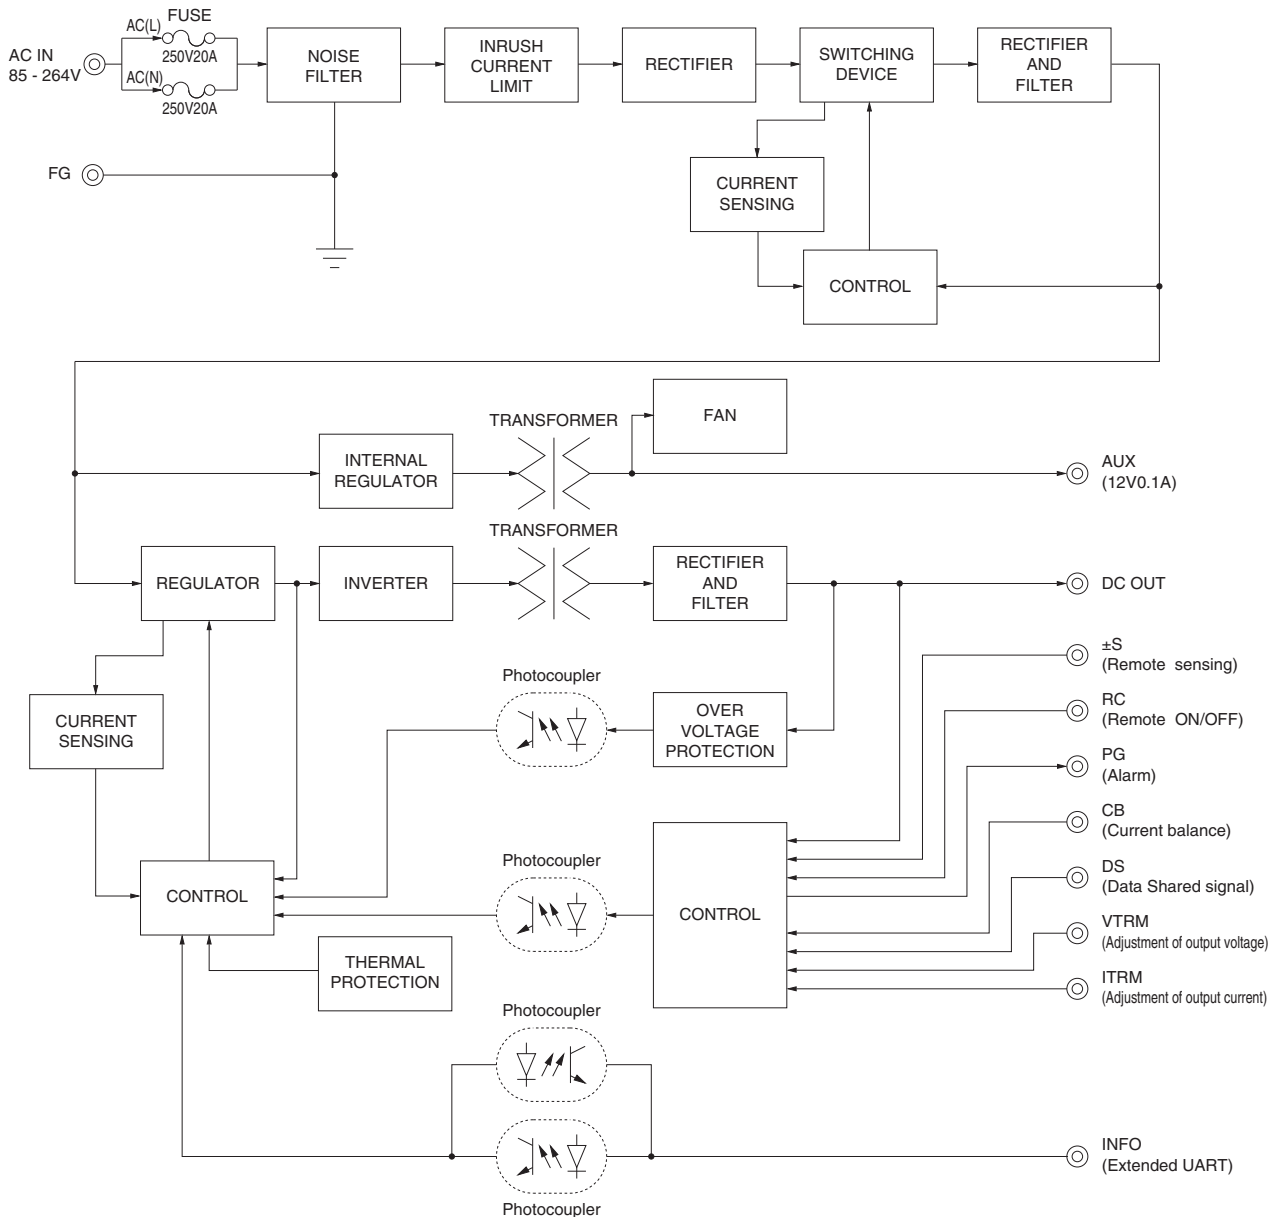 FUSE
AC(L)
AC IN
85 - 264V
250V20A
AC(N)
250V20A
NOISE
FILTER
INRUSH
CURRENT
LIMIT
RECTIFIER
SWITCHING
DEVICE
RECTIFIER
AND
FILTER
FG
CURRENT
SENSING
CONTROL
TRANSFORMER
FAN
INTERNAL
REGULATOR
AUX
(12V0.1A)
TRANSFORMER
REGULATOR
INVERTER
RECTIFIER
AND
FILTER
DC OUT
±S
(Remote sensing)
Photocoupler
CURRENT
SENSING
OVER
VOLTAGE
PROTECTION
RC
(Remote ON/OFF)
PG
(Alarm)
CB
(Current balance)
Photocoupler
CONTROL
CONTROL
DS
(Data Shared signal)
VTRM
(Adjustment of output voltage)
THERMAL
PROTECTION
ITRM
(Adjustment of output current)
Photocoupler
INFO
(Extended UART)
Photocoupler